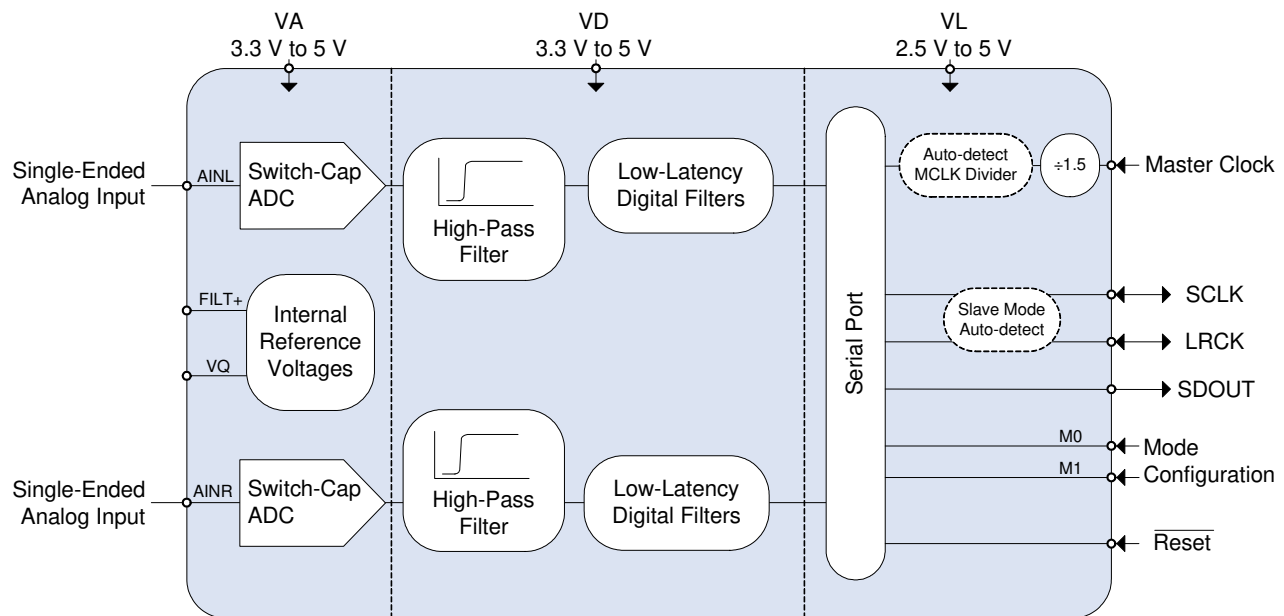 VA
3.3 V to 5 V
VD
3.3 V to 5 V
VL
2.5 V to 5 V
Single-Ended
Analog Input
AINL
Switch-Cap
ADC
High-Pass
Filter
Low-Latency
Digital Filters
Auto-detect
MCLK Divider
÷1.5
Master Clock
FILT+
VQ
Internal
Reference
Voltages
Serial Port
Slave Mode
Auto-detect
SCLK
LRCK
SDOUT
M0
M1
Mode
Configuration
Single-Ended
Analog Input
AINR
Switch-Cap
ADC
High-Pass
Filter
Low-Latency
Digital Filters
Reset